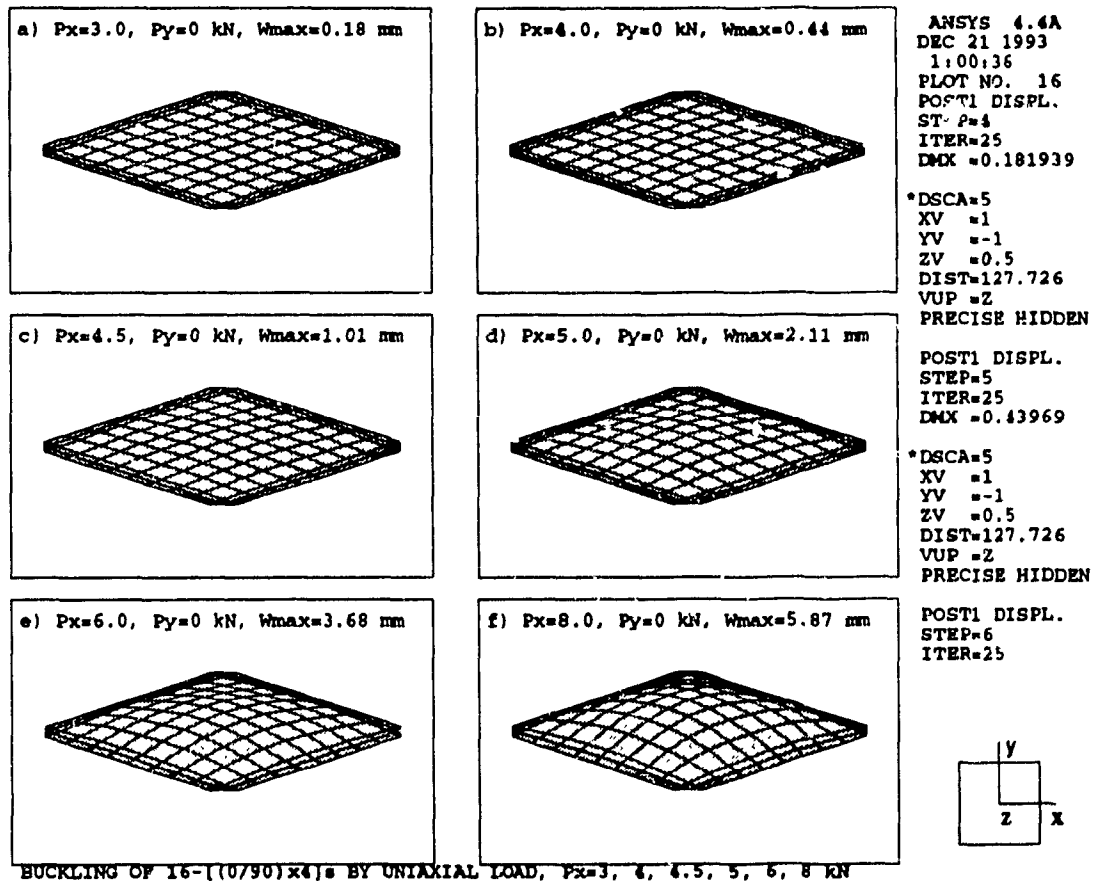 a) Px=3.0, Py=0 kN, Wmax=0.18 mm
b) Px=4.0, Py=0 kN, Wmax=0.44 mm
c) Px=4.5, Py=0 kN, Wmax=1.01 mm
d) Px=5.0, Py=0 kN, Wmax=2.11 mm
e) Px=6.0, Py=0 kN, Wmax=3.68 mm
f) Px=8.0, Py=0 kN, Wmax=5.87 mm
ANSYS 4.4A
DEC 21 1993
1:00:36
PLOT NO. 16
POST1 DISPL.
=4
ITER=25
DMX =0.181939
*DSCA=5
XV =1
YV =-1
ZV =0.5
DIST=127.726
VUP =Z
PRECISE HIDDEN
POST1 DISPL.
STEP=5
ITER=25
DMX =0.43969
*DSCA=5
XV =1
YV =-1
ZV =0.5
DIST=127.726
VUP =Z
PRECISE HIDDEN
POST1 DISPL.
STEP=6
ITER=25
y
Z X
BUCKLING OF 16-[(0/90)x4]s BY UNIAXIAL LOAD, Px=3, 4, 4.5, 5, 6, 8 kN